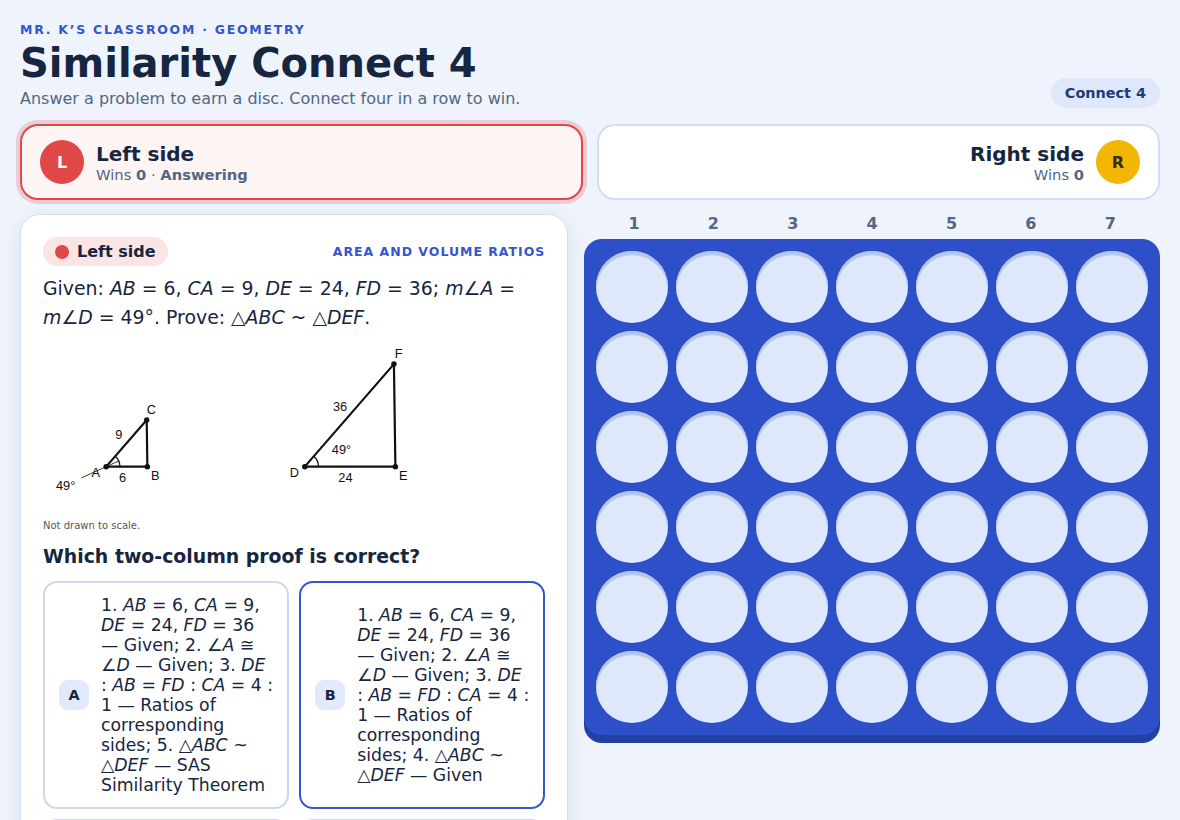 MR. K’S CLASSROOM · GEOMETRY
Similarity Connect 4
Answer a problem to earn a disc. Connect four in a row to win.
Connect 4
L
Left side
Wins 0 · Answering
Right side
Wins 0
R
Left side
AREA AND VOLUME RATIOS
Given: AB = 6, CA = 9, DE = 24, FD = 36; m∠A =
m∠D = 49°. Prove: △ABC ~ △DEF.
F
36
C
9
49°
A
6
B
49°
D
24
E
Not drawn to scale.
Which two-column proof is correct?
A
1. AB = 6, CA = 9,
DE = 24, FD = 36
— Given; 2. ∠A ≅
∠D — Given; 3. DE
: AB = FD : CA = 4 :
1 — Ratios of
corresponding
sides; 5. △ABC ~
△DEF — SAS
Similarity Theorem
B
1. AB = 6, CA = 9,
DE = 24, FD = 36
— Given; 2. ∠A ≅
∠D — Given; 3. DE
: AB = FD : CA = 4 :
1 — Ratios of
corresponding
sides; 4. △ABC ~
△DEF — Given
1 2 3 4 5 6 7